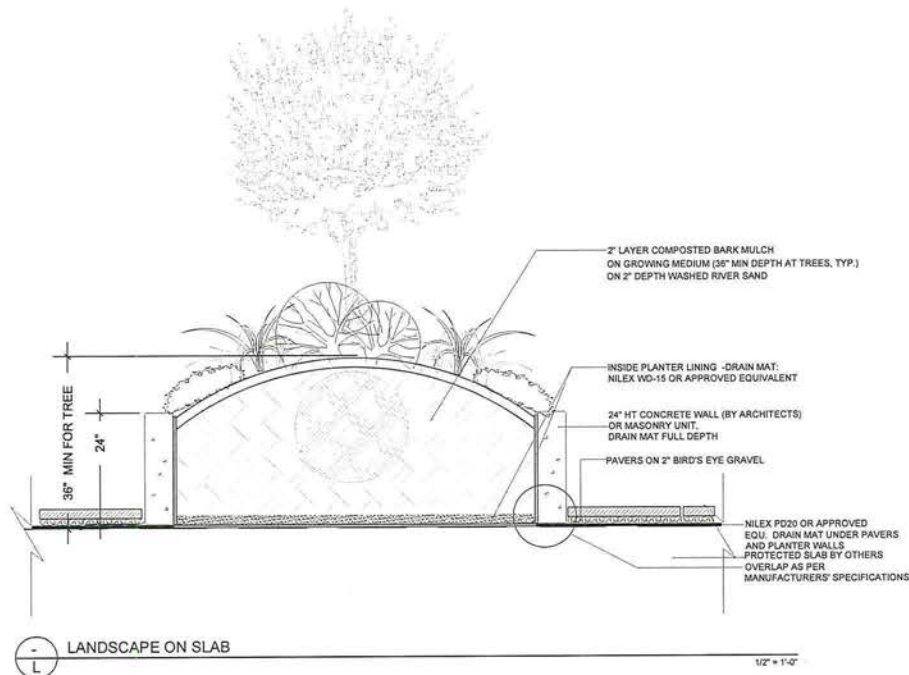 2" LAYER COMPOSTED BARK MULCH
ON GROWING MEDIUM (36" MIN DEPTH AT TREES, TYP.)
ON 2" DEPTH WASHED RIVER SAND
INSIDE PLANTER LINING -DRAIN MAT:
NILEX WD-15 OR APPROVED EQUIVALENT
36" MIN FOR TREE
24"
24" HT CONCRETE WALL (BY ARCHITECTS)
OR MASONRY UNIT,
DRAIN MAT FULL DEPTH
PAVERS ON 2" BIRD'S EYE GRAVEL
NILEX PD20 OR APPROVED
EQU. DRAIN MAT UNDER PAVERS
AND PLANTER WALLS
PROTECTED SLAB BY OTHERS
OVERLAP AS PER
MANUFACTURERS' SPECIFICATIONS
-
L
LANDSCAPE ON SLAB
1/2" = 1'-0"